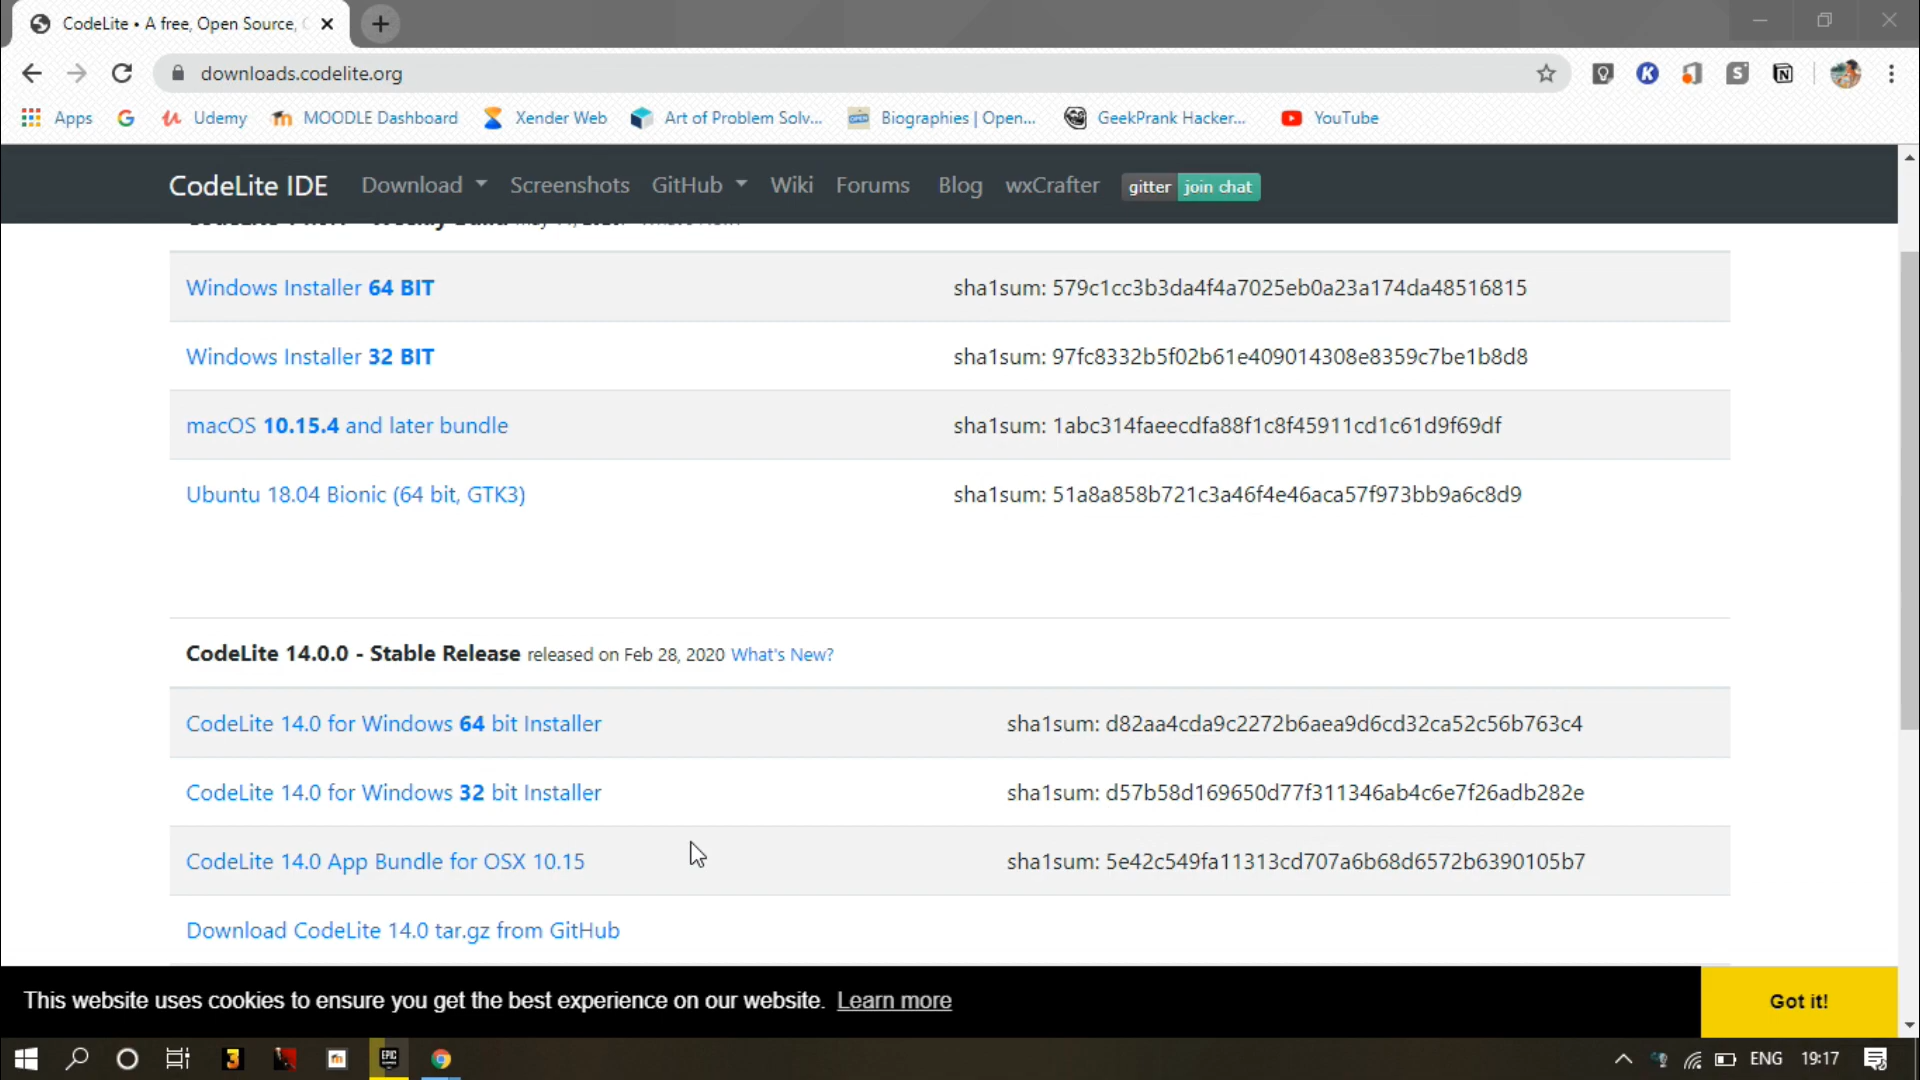 CodeLite • A free, Open Source,
downloads.codelite.org
Apps
Udemy
MOODLE Dashboard
Xender Web
Art of Problem Solv...
Biographies | Open...
GeekPrank Hacker...
YouTube
CodeLite IDE
Download
Screenshots
GitHub
Wiki
Forums
Blog
wxCrafter
gitter join chat
Windows Installer 64 BIT
sha1sum: 579c1cc3b3da4f4a7025eb0a23a174da48516815
Windows Installer 32 BIT
sha1sum: 97fc8332b5f02b61e409014308e8359c7be1b8d8
macOS 10.15.4 and later bundle
sha1sum: 1abc314faeecdfa88f1c8f45911cd1c61d9f69df
Ubuntu 18.04 Bionic (64 bit, GTK3)
sha1sum: 51a8a858b721c3a46f4e46aca57f973bb9a6c8d9
CodeLite 14.0.0 - Stable Release released on Feb 28, 2020 What's New?
CodeLite 14.0 for Windows 64 bit Installer
sha1sum: d82aa4cda9c2272b6aea9d6cd32ca52c56b763c4
CodeLite 14.0 for Windows 32 bit Installer
sha1sum: d57b58d169650d77f311346ab4c6e7f26adb282e
CodeLite 14.0 App Bundle for OSX 10.15
sha1sum: 5e42c549fa11313cd707a6b68d6572b6390105b7
Download CodeLite 14.0 tar.gz from GitHub
This website uses cookies to ensure you get the best experience on our website. Learn more
Got it!
EPIC
ENG
19:17